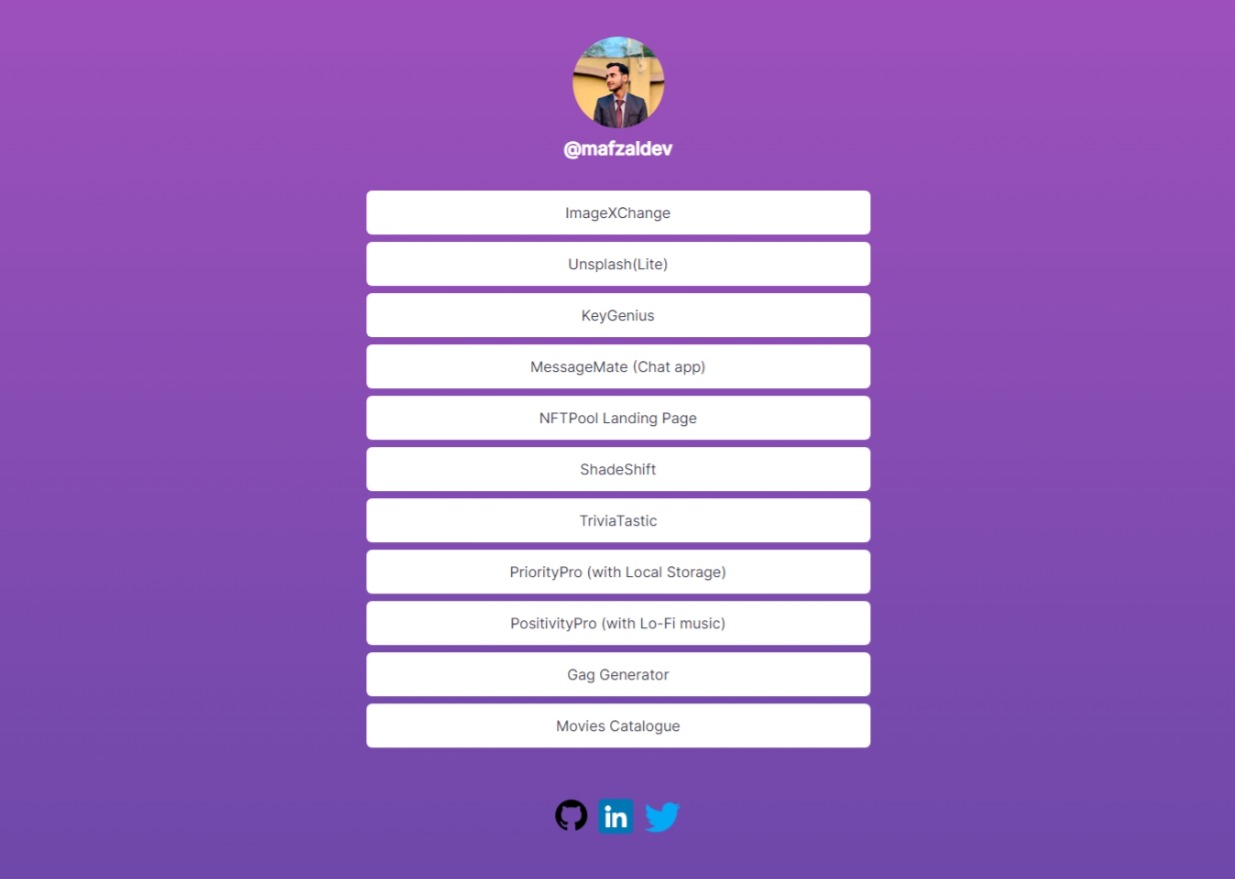 @mafzaldev
ImageXChange
Unsplash(Lite)
KeyGenius
MessageMate (Chat app)
NFTPool Landing Page
ShadeShift
TriviaTastic
PriorityPro (with Local Storage)
PositivityPro (with Lo-Fi music)
Gag Generator
Movies Catalogue
in